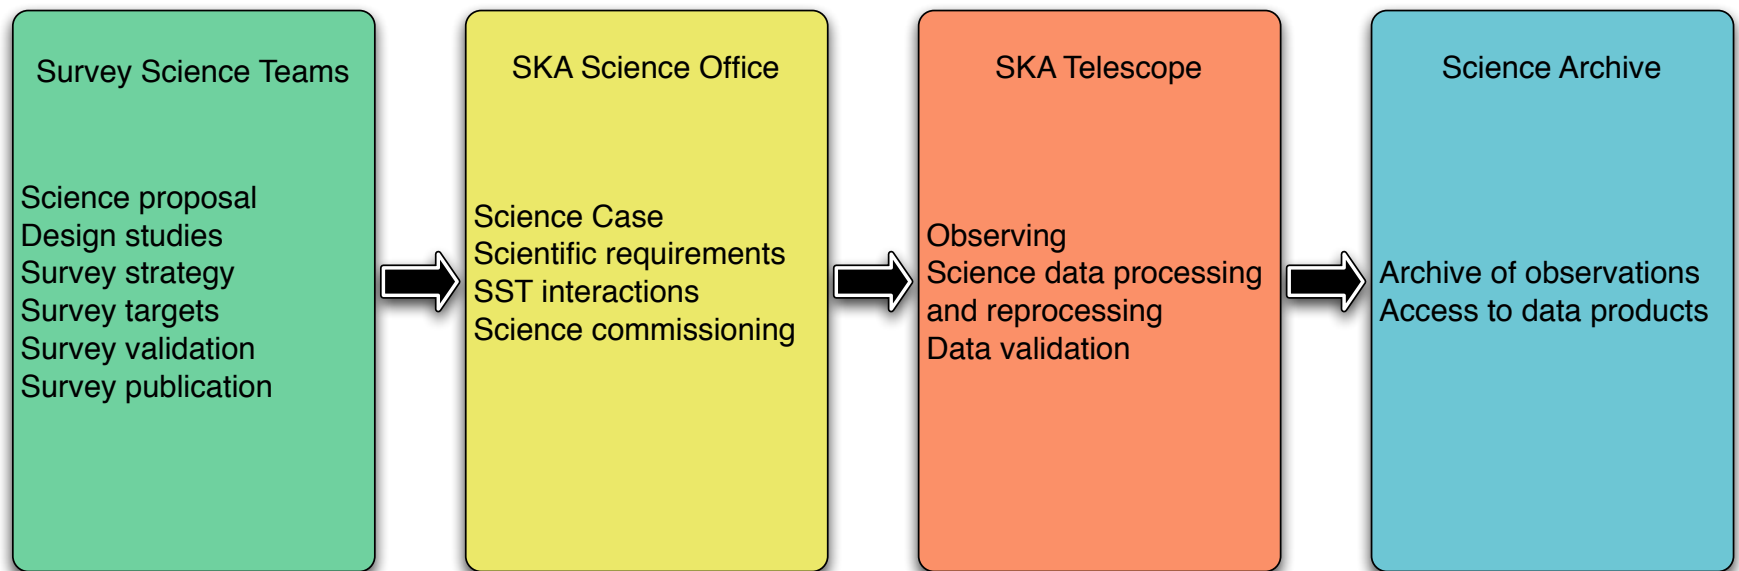 Survey Science Teams
Science proposal
Design studies
Survey strategy
Survey targets
Survey validation
Survey publication
SKA Science Office
Science Case
Scientific requirements
SST interactions
Science commissioning
SKA Telescope
Observing
Science data processing
and reprocessing
Data validation
Science Archive
Archive of observations
Access to data products